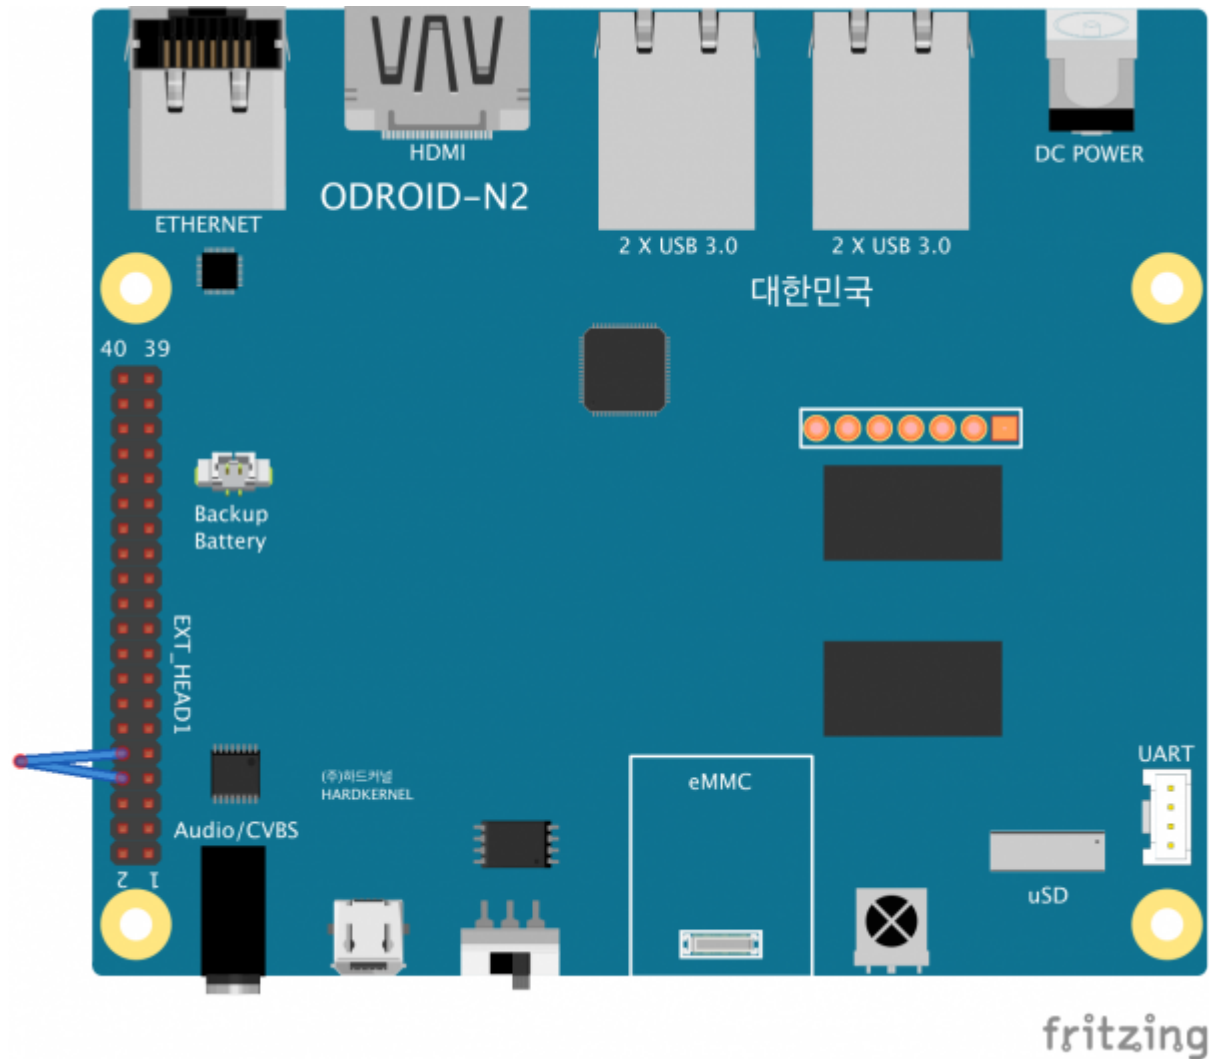 HDMI
DC POWER
ODROID-N2
ETHERNET
2 X USB 3.0
2 X USB 3.0
대한민국
40 39
Backup
Battery
EXT_HEAD1
UART
(주)하드커널
HARDKERNEL
eMMC
Audio/CVBS
2 1
uSD
fritzing